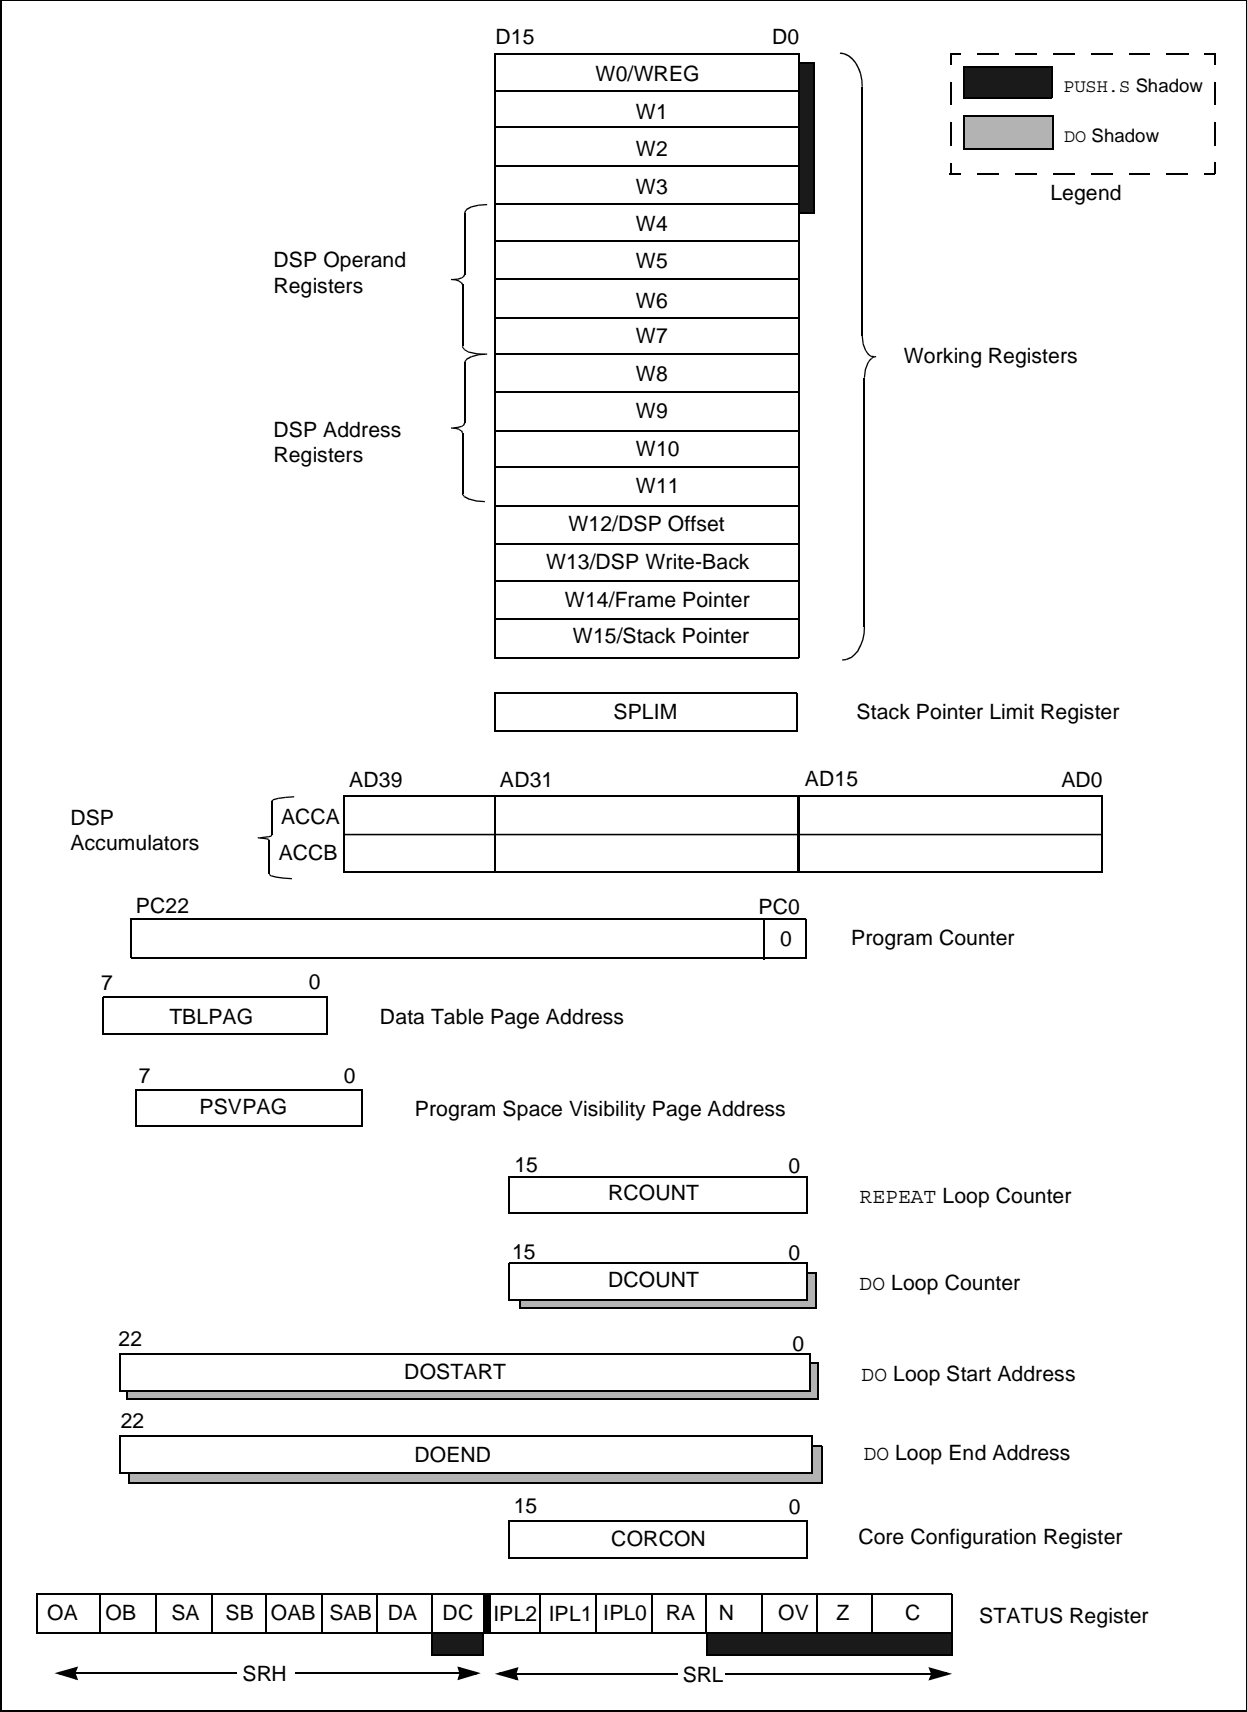 D15 D0
W0/WREG
W1
W2
W3
W4
W5
W6
W7
W8
W9
W10
W11
W12/DSP Offset
W13/DSP Write-Back
W14/Frame Pointer
W15/Stack Pointer
PUSH.S Shadow
DO Shadow
Legend
DSP Operand
Registers
DSP Address
Registers
Working Registers
SPLIM
Stack Pointer Limit Register
AD39 AD31 AD15 AD0
DSP
Accumulators
ACCA
ACCB
PC22 PC0
0
Program Counter
7 0
TBLPAG
Data Table Page Address
7 0
PSVPAG
Program Space Visibility Page Address
15 0
RCOUNT
REPEAT Loop Counter
15 0
DCOUNT
DO Loop Counter
22 0
DOSTART
DO Loop Start Address
22
DOEND
DO Loop End Address
15 0
CORCON
Core Configuration Register
OA OB SA SB OAB SAB DA DC IPL2 IPL1 IPL0 RA N OV Z C
STATUS Register
SRH SRL